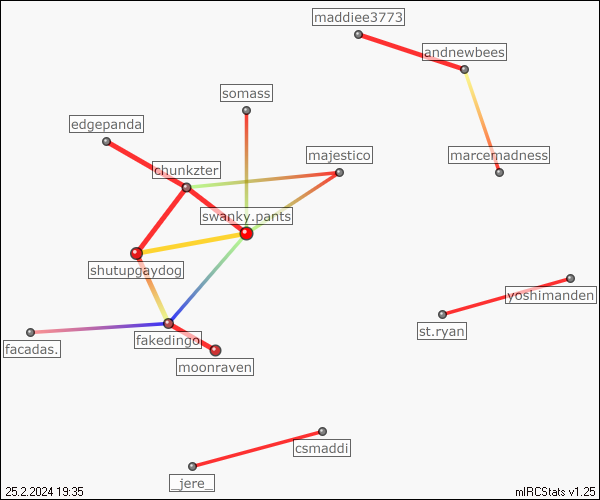 maddiee3773
andnewbees
somass
edgepanda
majestico
marcemadness
chunkzter
swanky.pants
shutupgaydog
yoshimanden
st.ryan
fakedingo
facadas.
moonraven
csmaddi
_jere_
25.2.2024 19:35
mIRCStats v1.25